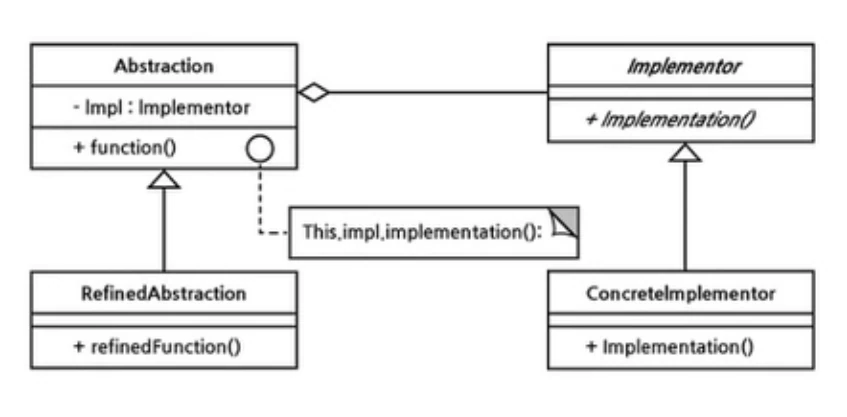 Abstraction
- Impl : Implementor
+ function()
Implementor
+ Implementation()
This,impl,implementation():
RefinedAbstraction
+ refinedFunction()
ConcreteImplementor
+ Implementation()